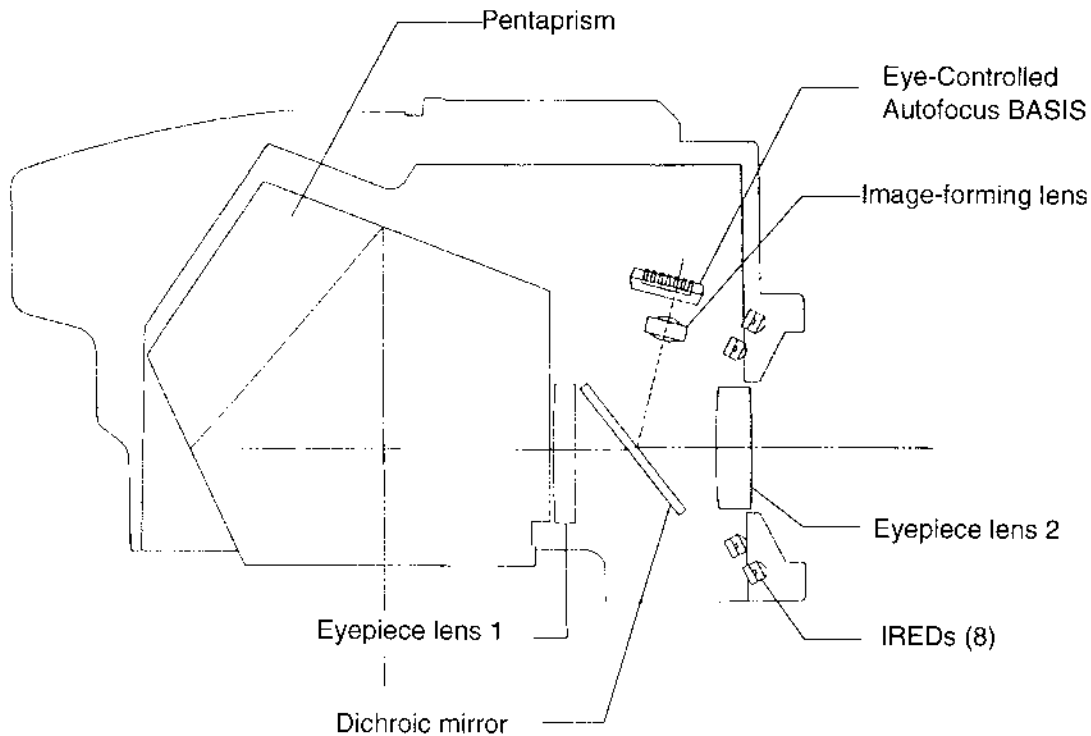 Pentaprism
Eye-Controlled
Autofocus BASIS
Image-forming lens
Eyepiece lens 2
Eyepiece lens 1
IREDs (8)
Dichroic mirror